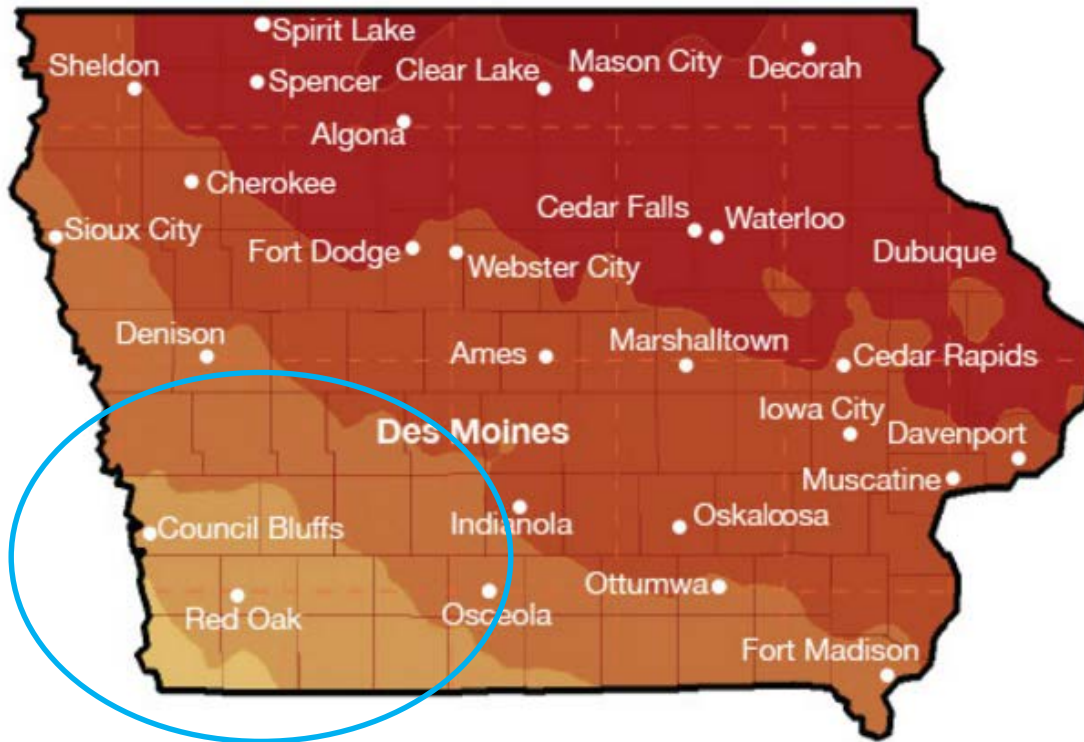 Spirit Lake
Sheldon
Spencer
Clear Lake
Mason City
Decorah
Algona
Cherokee
Sioux City
Cedar Falls
Waterloo
Fort Dodge
Webster City
Dubuque
Denison
Ames
Marshalltown
Cedar Rapids
Des Moines
Iowa City
Davenport
Muscatine
Council Bluffs
Indianola
Oskaloosa
Red Oak
Osceola
Ottumwa
Fort Madison